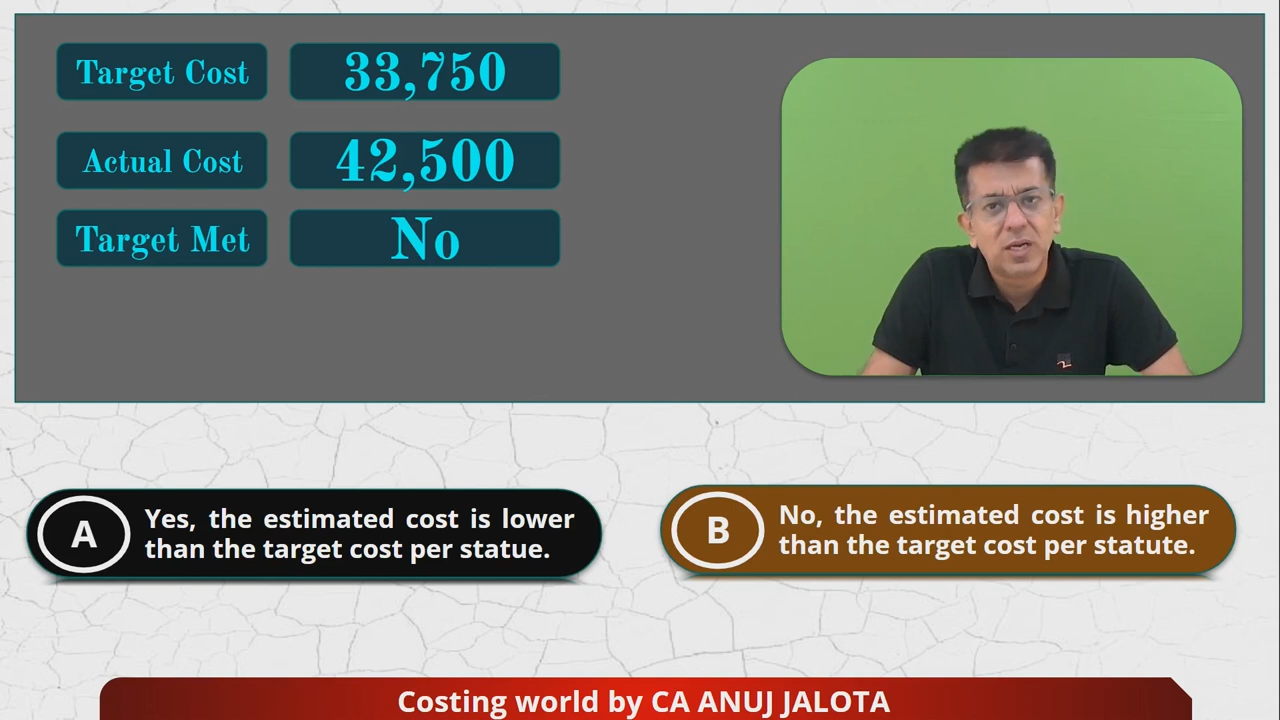 Target Cost 33,750
Actual Cost 42,500
Target Met No
A Yes, the estimated cost is lower
than the target cost per statue.
B No, the estimated cost is higher
than the target cost per statute.
Costing world by CA ANUJ JALOTA